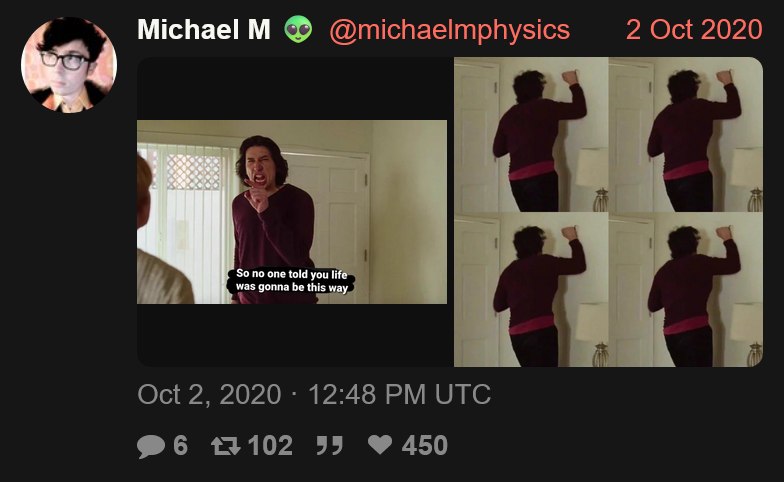 Michael M 👽 @michaelmphysics 2 Oct 2020
So no one told you life
was gonna be this way
Oct 2, 2020 · 12:48 PM UTC
6 102 450